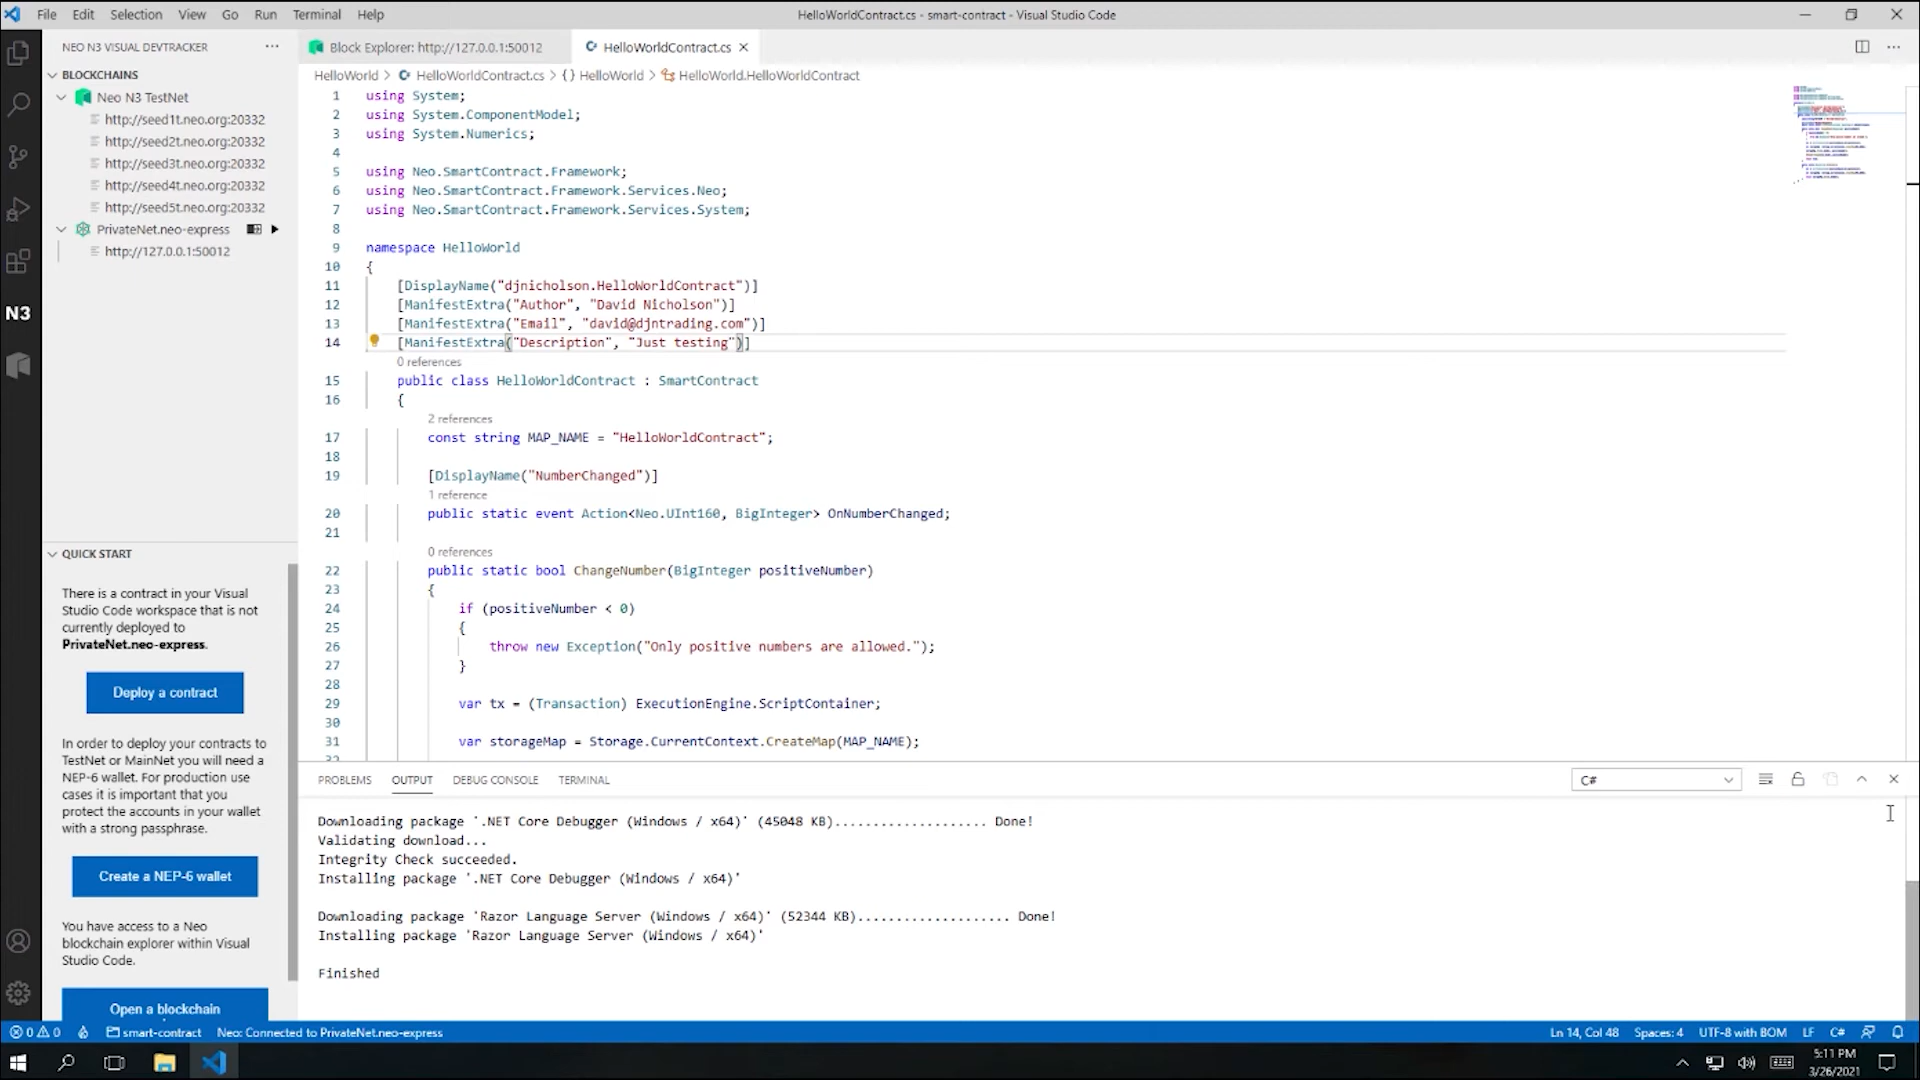 File Edit Selection View Go Run Terminal Help
HelloWorldContract.cs - smart-contract - Visual Studio Code
NEO N3 VISUAL DEVTRACKER
BLOCKCHAINS
Neo N3 TestNet
http://seed1t.neo.org:20332
http://seed2t.neo.org:20332
http://seed3t.neo.org:20332
http://seed4t.neo.org:20332
http://seed5t.neo.org:20332
PrivateNet.neo-express
http://127.0.0.1:50012
N3
QUICK START
There is a contract in your Visual
Studio Code workspace that is not
currently deployed to
PrivateNet.neo-express.
Deploy a contract
In order to deploy your contracts to
TestNet or MainNet you will need a
NEP-6 wallet. For production use
cases it is important that you
protect the accounts in your wallet
with a strong passphrase.
Create a NEP-6 wallet
You have access to a Neo
blockchain explorer within Visual
Studio Code.
Open a blockchain
Block Explorer: http://127.0.0.1:50012
HelloWorldContract.cs
HelloWorld > HelloWorldContract.cs > {} HelloWorld > HelloWorld.HelloWorldContract
1 using System;
2 using System.ComponentModel;
3 using System.Numerics;
4
5 using Neo.SmartContract.Framework;
6 using Neo.SmartContract.Framework.Services.Neo;
7 using Neo.SmartContract.Framework.Services.System;
8
9 namespace HelloWorld
10 {
11 [DisplayName("djnicholson.HelloWorldContract")]
12 [ManifestExtra("Author", "David Nicholson")]
13 [ManifestExtra("Email", "david@djntrading.com")]
14 [ManifestExtra("Description", "Just testing")]
0 references
15 public class HelloWorldContract : SmartContract
16 {
2 references
17 const string MAP_NAME = "HelloWorldContract";
18
19 [DisplayName("NumberChanged")]
1 reference
20 public static event Action<Neo.UInt160, BigInteger> OnNumberChanged;
21
0 references
22 public static bool ChangeNumber(BigInteger positiveNumber)
23 {
24 if (positiveNumber < 0)
25 {
26 throw new Exception("Only positive numbers are allowed.");
27 }
28
29 var tx = (Transaction) ExecutionEngine.ScriptContainer;
30
31 var storageMap = Storage.CurrentContext.CreateMap(MAP_NAME);
PROBLEMS OUTPUT DEBUG CONSOLE TERMINAL
C#
Downloading package '.NET Core Debugger (Windows / x64)' (45048 KB).................... Done!
Validating download...
Integrity Check succeeded.
Installing package '.NET Core Debugger (Windows / x64)'
Downloading package 'Razor Language Server (Windows / x64)' (52344 KB).................... Done!
Installing package 'Razor Language Server (Windows / x64)'
Finished
0 0 smart-contract Neo: Connected to PrivateNet.neo-express
Ln 14, Col 48 Spaces: 4 UTF-8 with BOM LF C#
5:11 PM
3/26/2021